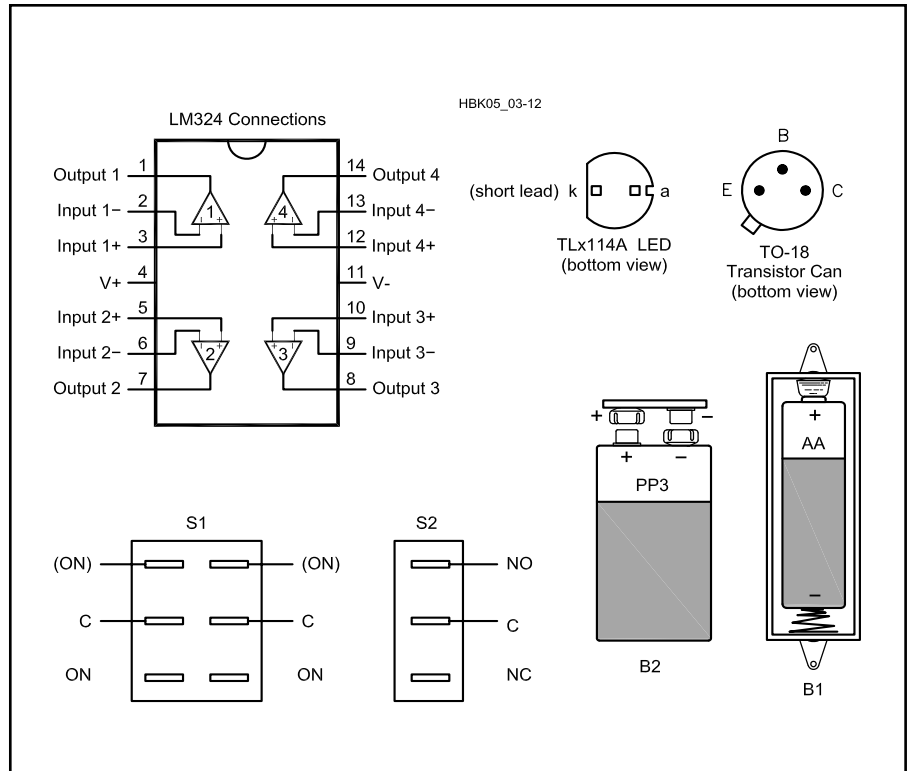 HBK05_03-12
LM324 Connections
Output 1 1 14 Output 4
Input 1− 2 13 Input 4−
1 4
Input 1+ 3 12 Input 4+
V+ 4 11 V-
Input 2+ 5 10 Input 3+
Input 2− 6 9 Input 3−
2 3
Output 2 7 8 Output 3
(short lead) k a
TLx114A LED
(bottom view)
B
E C
TO-18
Transistor Can
(bottom view)
+ −
+ −
PP3
B2
+
AA
−
B1
S1
(ON) (ON)
C C
ON ON
S2
NO
C
NC